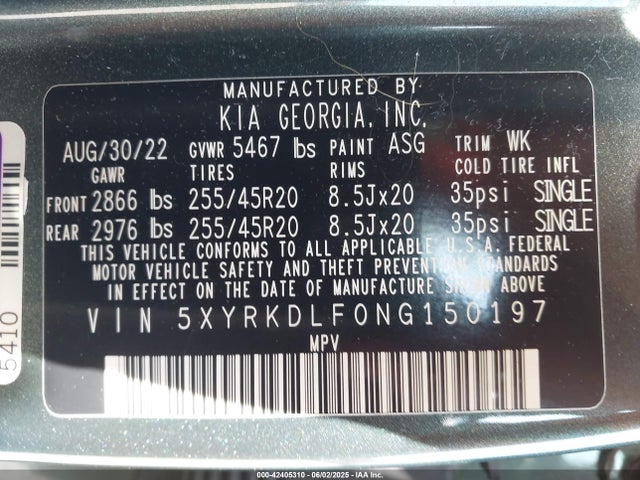 MANUFACTURED BY
KIA GEORGIA, INC.
AUG/30/22 GVWR 5467 lbs PAINT ASG TRIM WK
GAWR TIRES RIMS COLD TIRE INFL
FRONT 2866 lbs 255/45R20 8.5Jx20 35psi SINGLE
REAR 2976 lbs 255/45R20 8.5Jx20 35psi SINGLE
THIS VEHICLE CONFORMS TO ALL APPLICABLE U.S.A. FEDERAL
MOTOR VEHICLE SAFETY AND THEFT PREVENTION STANDARDS
IN EFFECT ON THE DATE OF MANUFACTURE SHOWN ABOVE
VIN 5XYRKDLF0NG150197
MPV
5410
000-42405310 - 06/02/2025 - IAA Inc.